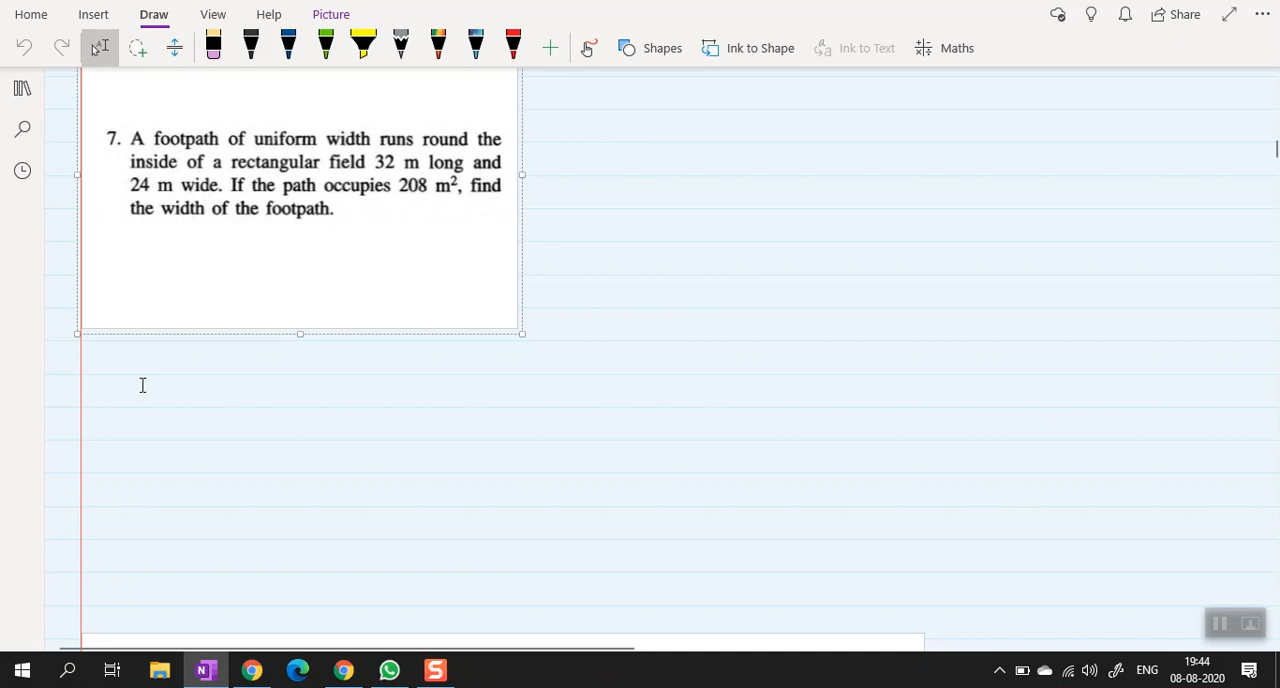 Home Insert Draw View Help Picture Share
Shapes Ink to Shape Ink to Text Maths
7. A footpath of uniform width runs round the
inside of a rectangular field 32 m long and
24 m wide. If the path occupies 208 m², find
the width of the footpath.
ENG
19:44
08-08-2020